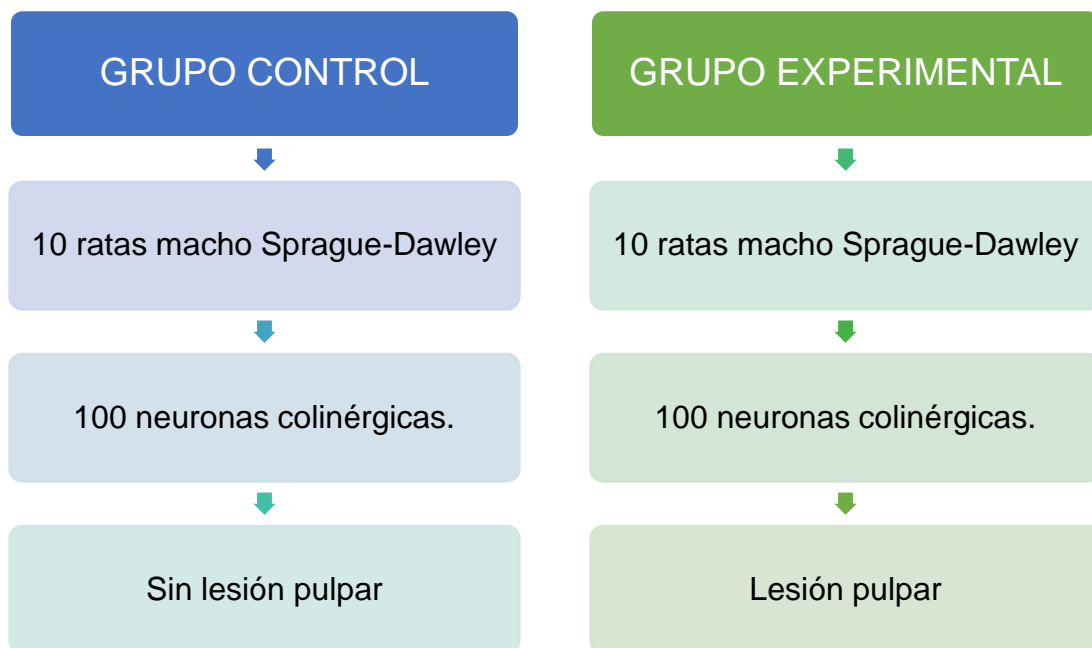 GRUPO CONTROL
10 ratas macho Sprague-Dawley
100 neuronas colinérgicas.
Sin lesión pulpar
GRUPO EXPERIMENTAL
10 ratas macho Sprague-Dawley
100 neuronas colinérgicas.
Lesión pulpar